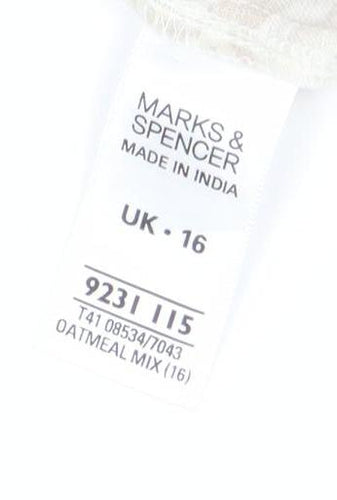 MARKS &
SPENCER
MADE IN INDIA
UK • 16
9231 115
T41 08534/7043
OATMEAL MIX (16)